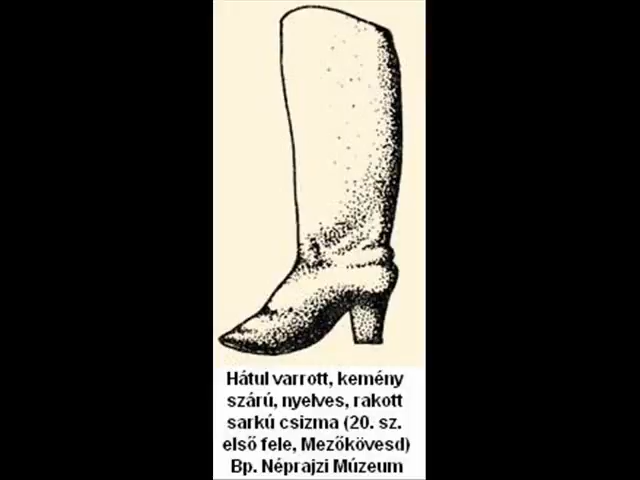 Hátul varrott, kemény
szárú, nyelves, rakott
sarkú csizma (20. sz.
első fele, Mezőkövesd)
Bp. Néprajzi Múzeum